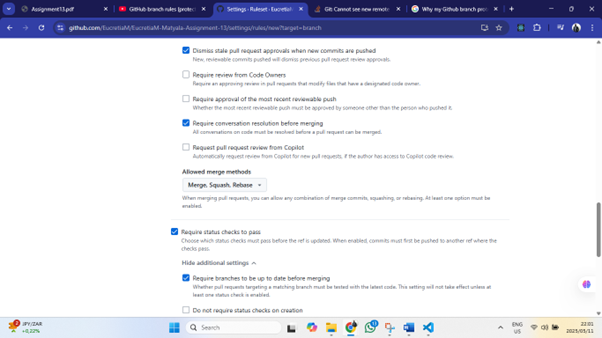 Assignment13.pdf
GitHub branch rules (protect
Settings · Ruleset · EucretiaM
Git: Cannot see new remote
Why my Github branch prot
github.com/EucretiaM/EucretiaM-Matyala-Assignment-13/settings/rules/new?target=branch
Dismiss stale pull request approvals when new commits are pushed
New, reviewable commits pushed will dismiss previous pull request review approvals.
Require review from Code Owners
Require an approving review in pull requests that modify files that have a designated code owner.
Require approval of the most recent reviewable push
Whether the most recent reviewable push must be approved by someone other than the person who pushed it.
Require conversation resolution before merging
All conversations on code must be resolved before a pull request can be merged.
Request pull request review from Copilot
Automatically request review from Copilot for new pull requests, if the author has access to Copilot code review.
Allowed merge methods
Merge, Squash, Rebase
When merging pull requests, you can allow any combination of merge commits, squashing, or rebasing. At least one option must be
enabled.
Require status checks to pass
Choose which status checks must pass before the ref is updated. When enabled, commits must first be pushed to another ref where the
checks pass.
Hide additional settings
Require branches to be up to date before merging
Whether pull requests targeting a matching branch must be tested with the latest code. This setting will not take effect unless at
least one status check is enabled.
Do not require status checks on creation
JPY/ZAR
+0,22%
Search
ENG
US
22:01
2025/05/11